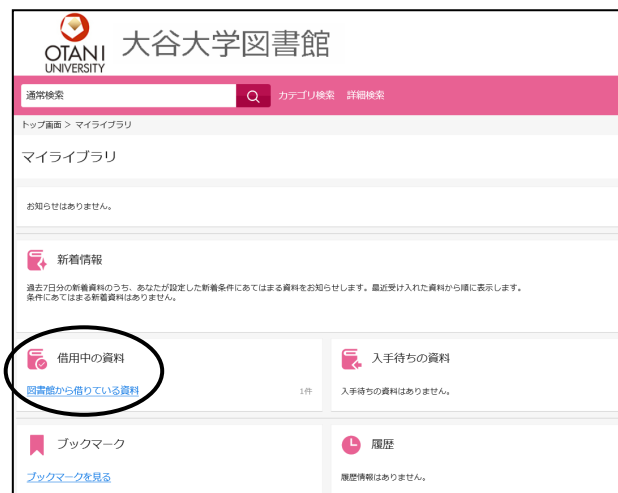 OTANI
UNIVERSITY
大谷大学図書館
通常検索
カテゴリ検索 詳細検索
トップ画面 > マイライブラリ
マイライブラリ
お知らせはありません。
新着情報
過去7日分の新着資料のうち、あなたが設定した新着条件にあてはまる資料をお知らせします。最近受け入れた資料から順に表示します。
条件にあてはまる新着資料はありません。
借用中の資料
図書館から借りている資料 1件
入手待ちの資料
入手待ちの資料はありません。
ブックマーク
ブックマークを見る
履歴
履歴情報はありません。